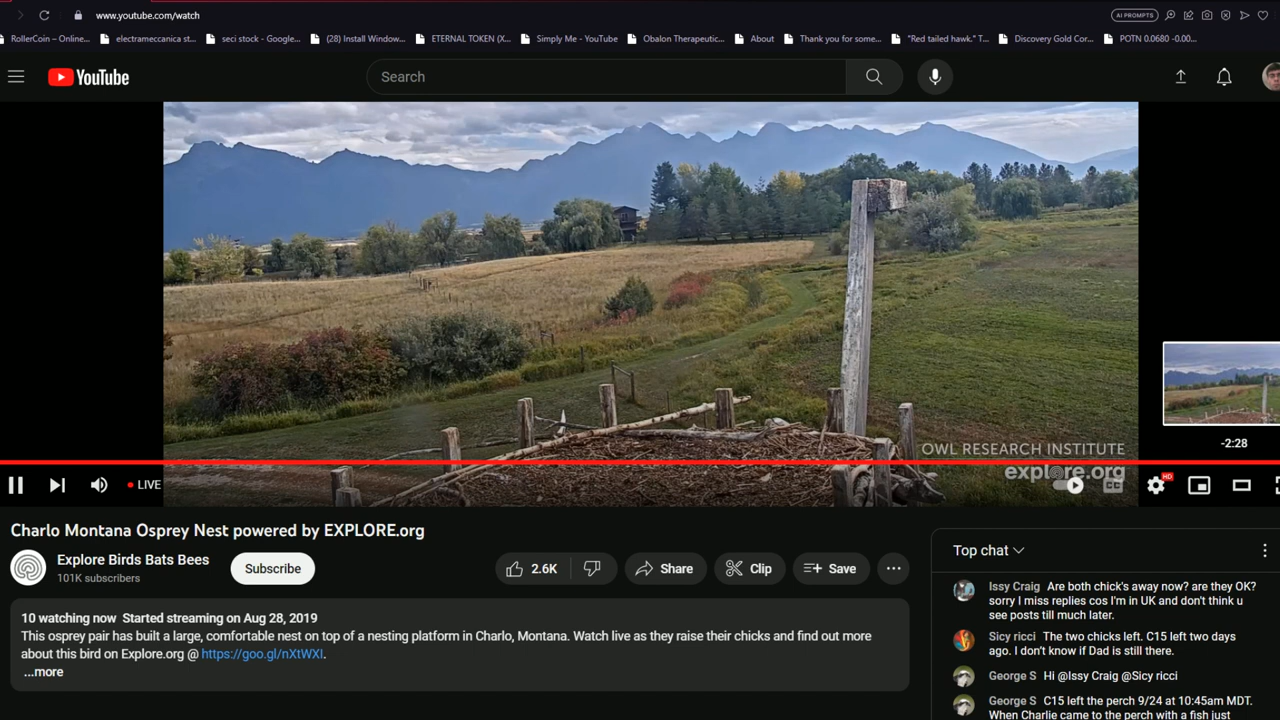 www.youtube.com/watch
AI PROMPTS
RollerCoin – Online...
electrameccanica st...
seci stock - Google...
(28) Install Window...
ETERNAL TOKEN (X...
Simply Me - YouTube
Obalon Therapeutic...
About
Thank you for some...
"Red tailed hawk." T...
Discovery Gold Cor...
POTN 0.0680 -0.00...
YouTube
Search
OWL RESEARCH INSTITUTE
explore.org
-2:28
LIVE
CC
HD
Charlo Montana Osprey Nest powered by EXPLORE.org
Explore Birds Bats Bees
101K subscribers
Subscribe
2.6K
Share
Clip
Save
10 watching now Started streaming on Aug 28, 2019
This osprey pair has built a large, comfortable nest on top of a nesting platform in Charlo, Montana. Watch live as they raise their chicks and find out more
about this bird on Explore.org @ https://goo.gl/nXtWXI.
...more
Top chat
Issy Craig Are both chick's away now? are they OK?
sorry I miss replies cos I'm in UK and don't think u
see posts till much later.
Sicy ricci The two chicks left. C15 left two days
ago. I don't know if Dad is still there.
George S Hi @Issy Craig @Sicy ricci
George S C15 left the perch 9/24 at 10:45am MDT.
When Charlie came to the perch with a fish just